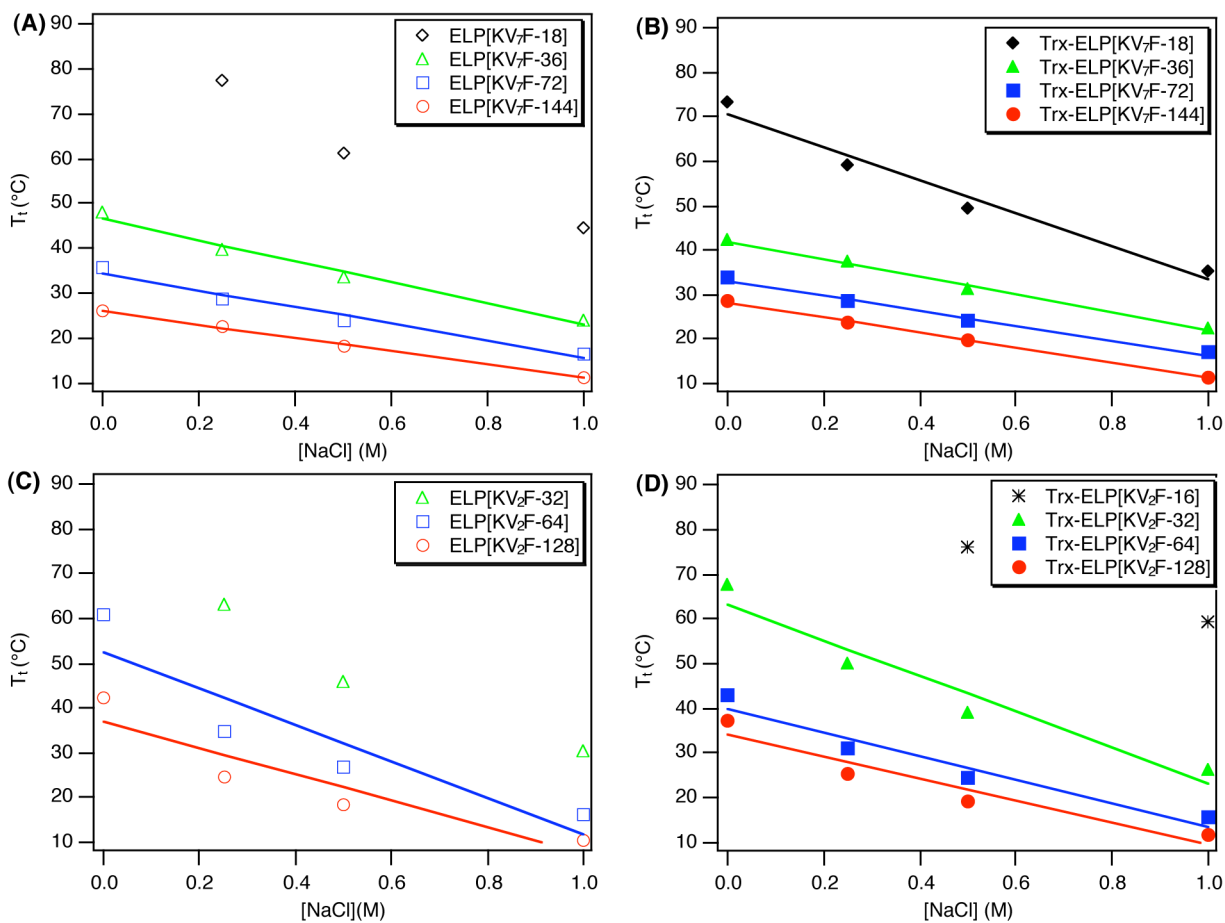 (A)
90
80
70
60
50
40
30
20
10
Tt (°C)
ELP[KV7F-18]
ELP[KV7F-36]
ELP[KV7F-72]
ELP[KV7F-144]
0.0 0.2 0.4 0.6 0.8 1.0
[NaCl] (M)
(B)
90
80
70
60
50
40
30
20
10
Tt (°C)
Trx-ELP[KV7F-18]
Trx-ELP[KV7F-36]
Trx-ELP[KV7F-72]
Trx-ELP[KV7F-144]
0.0 0.2 0.4 0.6 0.8 1.0
[NaCl] (M)
(C)
90
80
70
60
50
40
30
20
10
Tt (°C)
ELP[KV2F-32]
ELP[KV2F-64]
ELP[KV2F-128]
0.0 0.2 0.4 0.6 0.8 1.0
[NaCl](M)
(D)
90
80
70
60
50
40
30
20
10
Tt (°C)
Trx-ELP[KV2F-16]
Trx-ELP[KV2F-32]
Trx-ELP[KV2F-64]
Trx-ELP[KV2F-128]
0.0 0.2 0.4 0.6 0.8 1.0
[NaCl] (M)